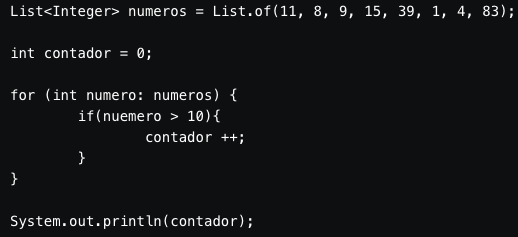 List<Integer> numeros = List.of(11, 8, 9, 15, 39, 1, 4, 83);
int contador = 0;
for (int numero: numeros) {
if(nuemero > 10){
contador ++;
}
}
System.out.println(contador);